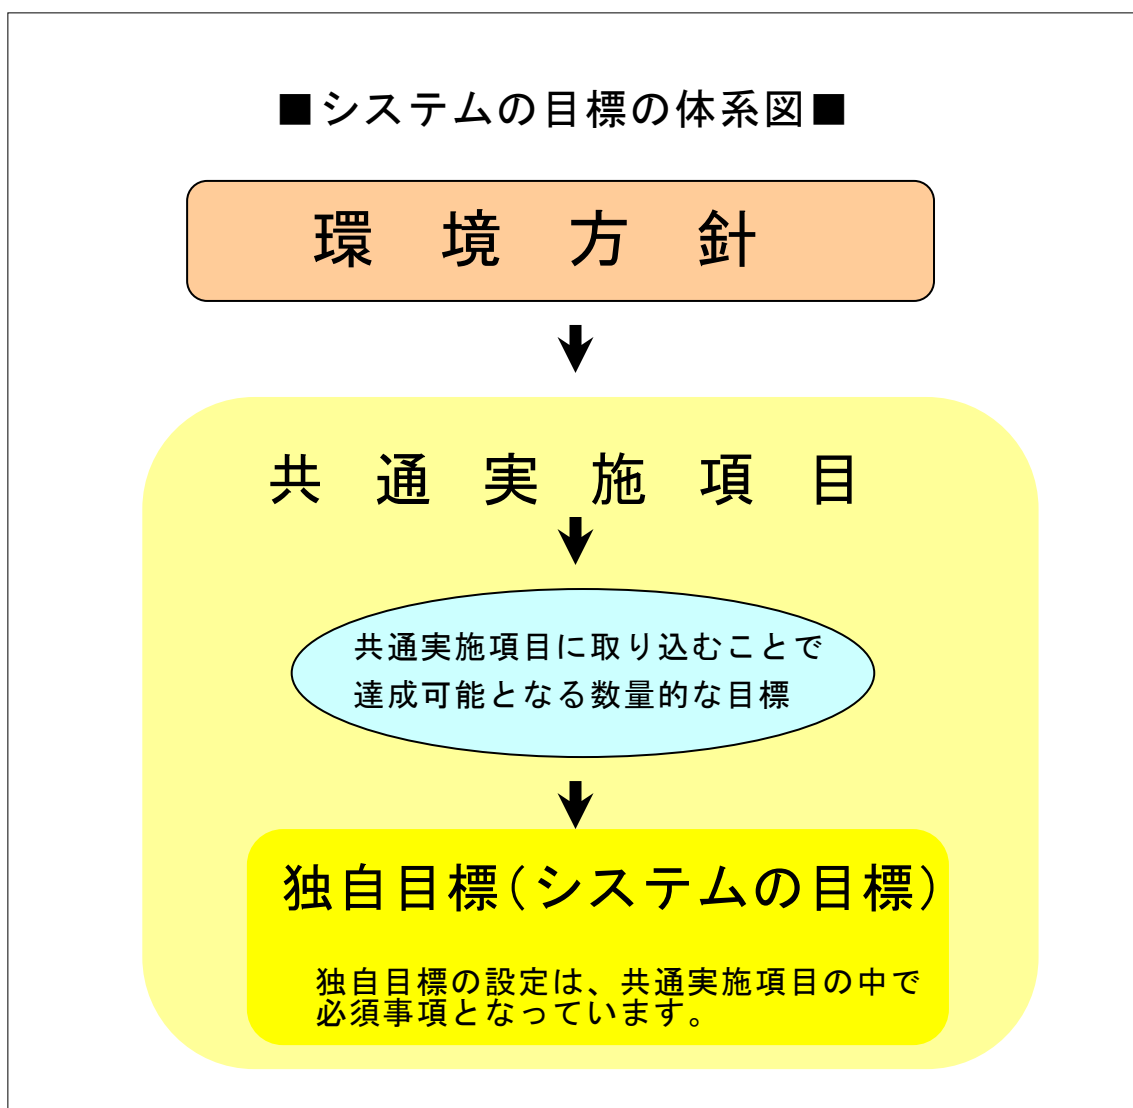 ■システムの目標の体系図■
環 境 方 針
共 通 実 施 項 目
共通実施項目に取り込むことで
達成可能となる数量的な目標
独自目標(システムの目標)
独自目標の設定は、共通実施項目の中で
必須事項となっています。